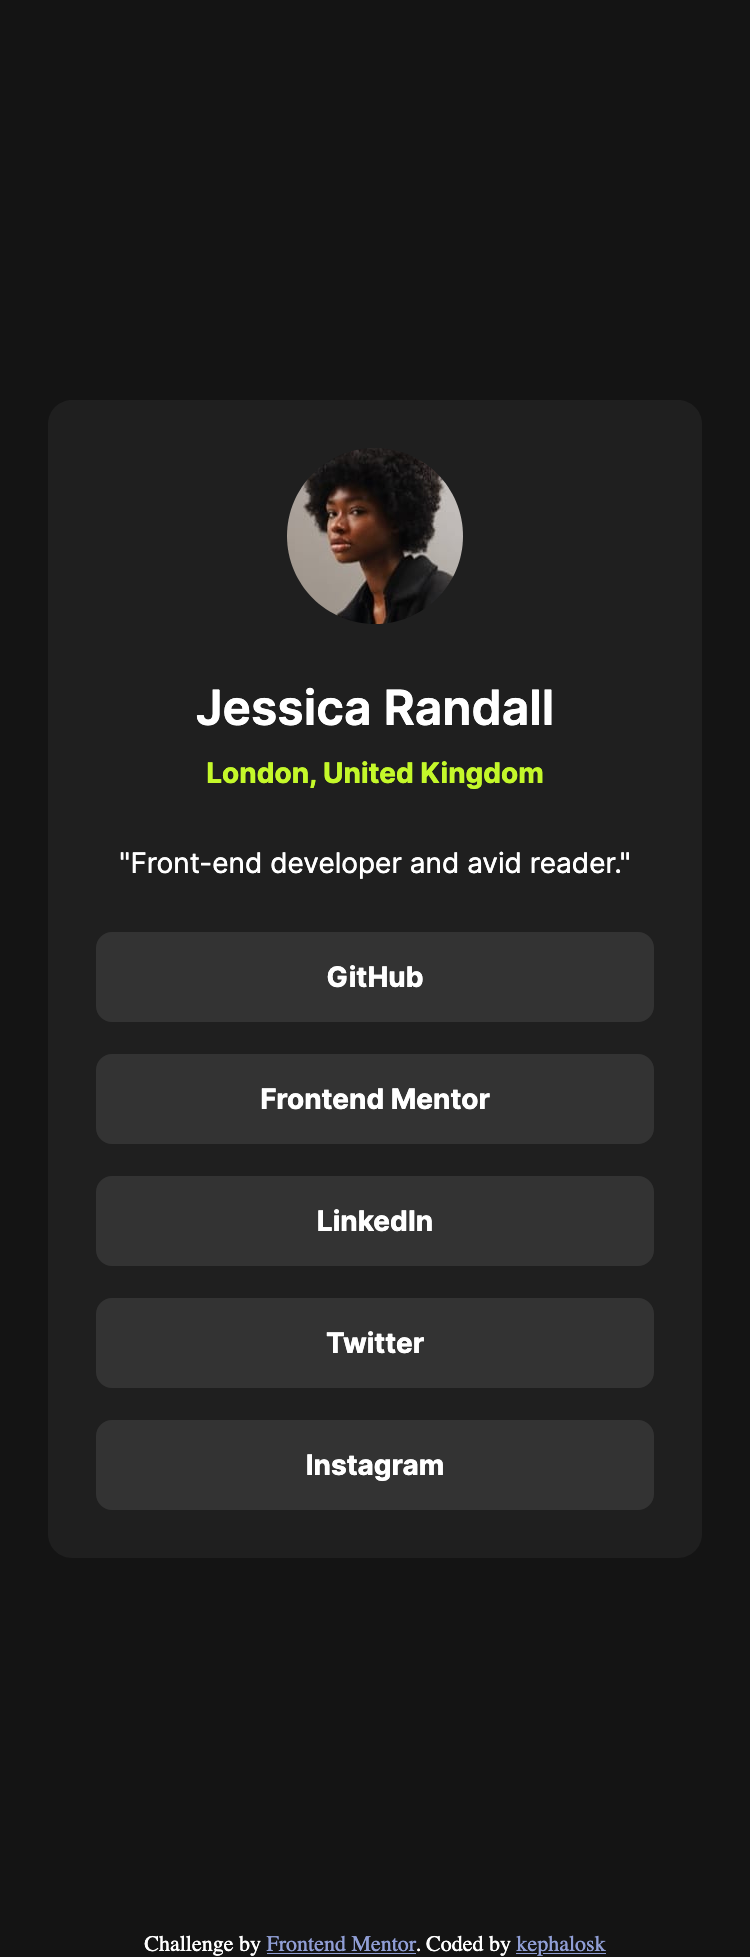 Jessica Randall
London, United Kingdom
"Front-end developer and avid reader."
GitHub
Frontend Mentor
LinkedIn
Twitter
Instagram
Challenge by Frontend Mentor. Coded by kephalosk